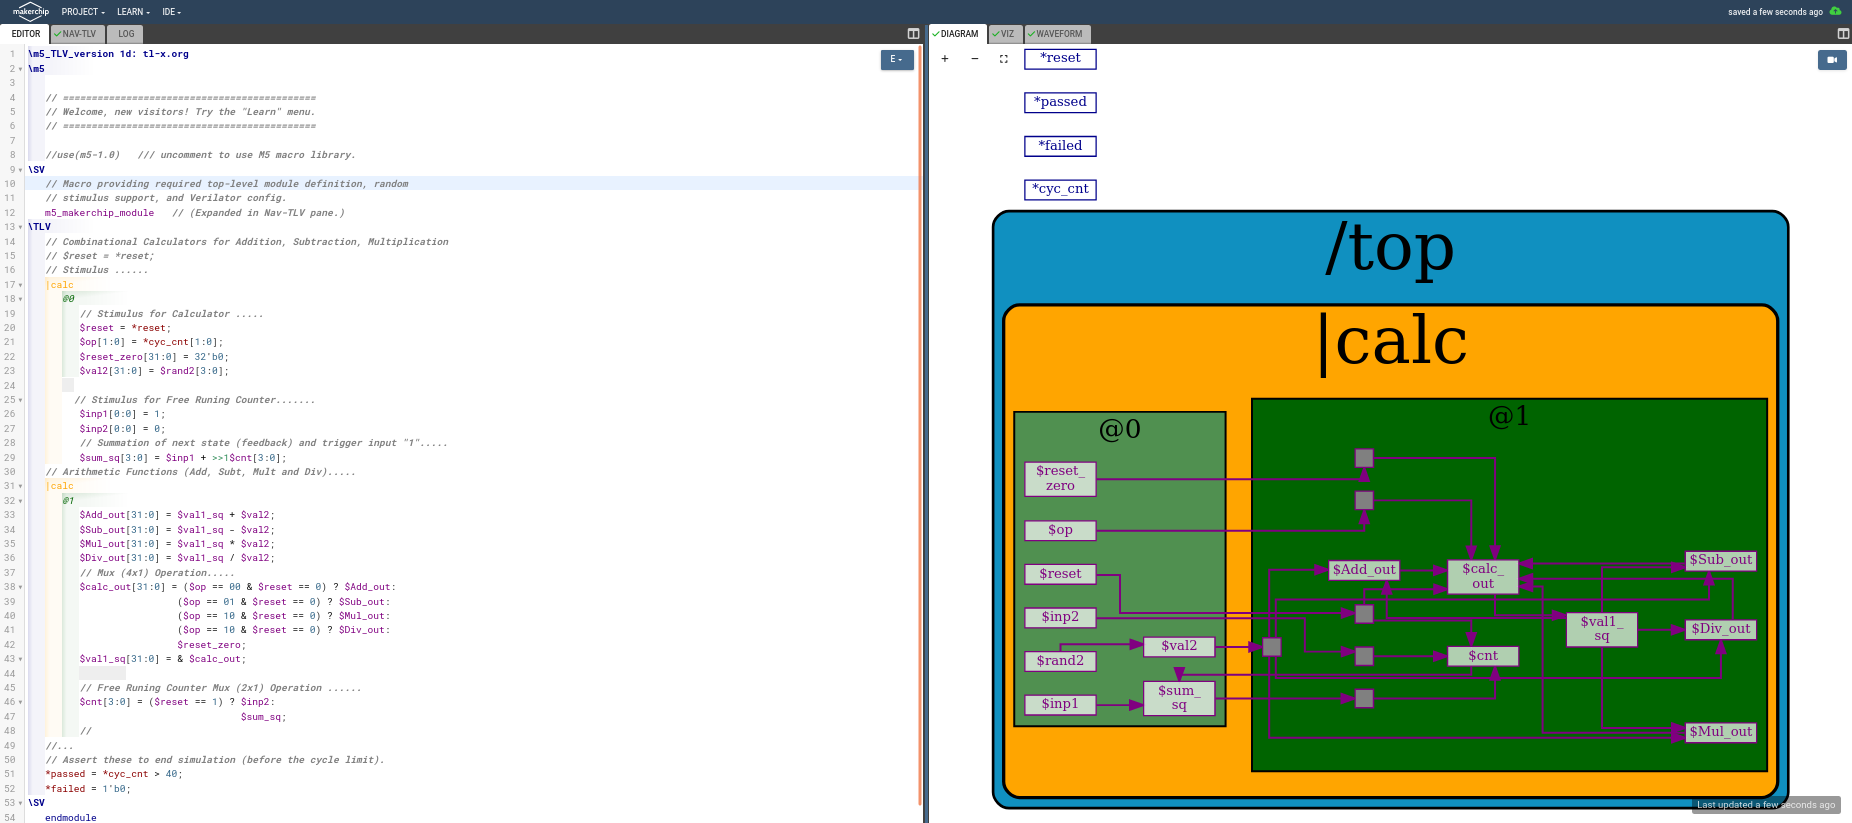 makerchip
PROJECT
LEARN
IDE
saved a few seconds ago
EDITOR
NAV-TLV
LOG
E
1 \m5_TLV_version 1d: tl-x.org
2 \m5
3
4 // ============================================
5 // Welcome, new visitors! Try the "Learn" menu.
6 // ============================================
7
8 //use(m5-1.0)   /// uncomment to use M5 macro library.
9 \SV
10 // Macro providing required top-level module definition, random
11 // stimulus support, and Verilator config.
12 m5_makerchip_module   // (Expanded in Nav-TLV pane.)
13 \TLV
14 // Combinational Calculators for Addition, Subtraction, Multiplication
15 // $reset = *reset;
16 // Stimulus ......
17 |calc
18 @0
19 // Stimulus for Calculator .....
20 $reset = *reset;
21 $op[1:0] = *cyc_cnt[1:0];
22 $reset_zero[31:0] = 32'b0;
23 $val2[31:0] = $rand2[3:0];
24
25 // Stimulus for Free Runing Counter.......
26 $inp1[0:0] = 1;
27 $inp2[0:0] = 0;
28 // Summation of next state (feedback) and trigger input "1".....
29 $sum_sq[3:0] = $inp1 + >>1$cnt[3:0];
30 // Arithmetic Functions (Add, Subt, Mult and Div).....
31 |calc
32 @1
33 $Add_out[31:0] = $val1_sq + $val2;
34 $Sub_out[31:0] = $val1_sq - $val2;
35 $Mul_out[31:0] = $val1_sq * $val2;
36 $Div_out[31:0] = $val1_sq / $val2;
37 // Mux (4x1) Operation.....
38 $calc_out[31:0] = ($op == 00 & $reset == 0) ? $Add_out:
39 ($op == 01 & $reset == 0) ? $Sub_out:
40 ($op == 10 & $reset == 0) ? $Mul_out:
41 ($op == 10 & $reset == 0) ? $Div_out:
42 $reset_zero;
43 $val1_sq[31:0] = & $calc_out;
44
45 // Free Runing Counter Mux (2x1) Operation ......
46 $cnt[3:0] = ($reset == 1) ? $inp2:
47 $sum_sq;
48 //
49 //...
50 // Assert these to end simulation (before the cycle limit).
51 *passed = *cyc_cnt > 40;
52 *failed = 1'b0;
53 \SV
54 endmodule
DIAGRAM
VIZ
WAVEFORM
+
−
*reset
*passed
*failed
*cyc_cnt
/top
|calc
@0
@1
$reset_
zero
$op
$reset
$inp2
$rand2
$inp1
$val2
$sum_
sq
$Add_out
$calc_
out
$cnt
$val1_
sq
$Sub_out
$Div_out
$Mul_out
Last updated a few seconds ago